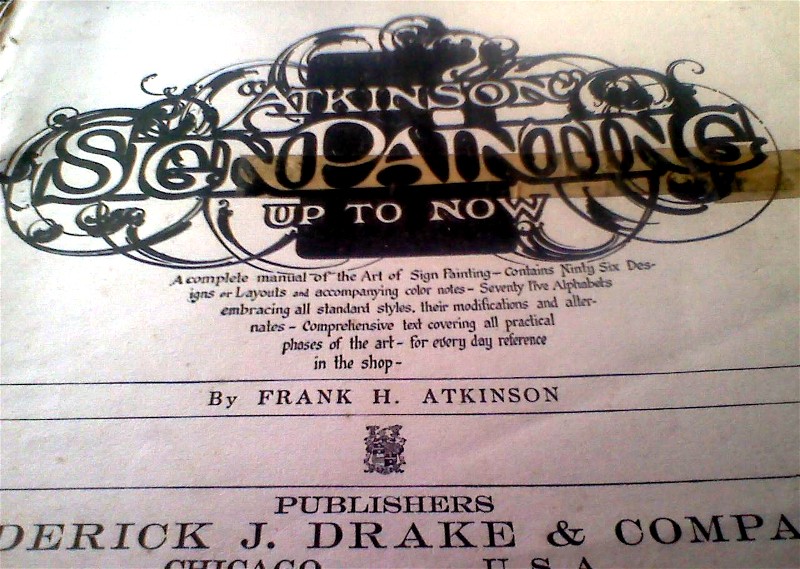 "ATKINSON"
SIGN PAINTING
UP TO NOW
A complete manual of the Art of Sign Painting - Contains Ninty Six Des-
igns or Layouts and accompanying color notes - Seventy Five Alphabets
embracing all standard styles, their modifications and alter-
nates - Comprehensive text covering all practical
phases of the art - for every day reference
in the shop -
By FRANK H. ATKINSON
PUBLISHERS
DERICK J. DRAKE & COMPA
CHICAGO U.S.A.